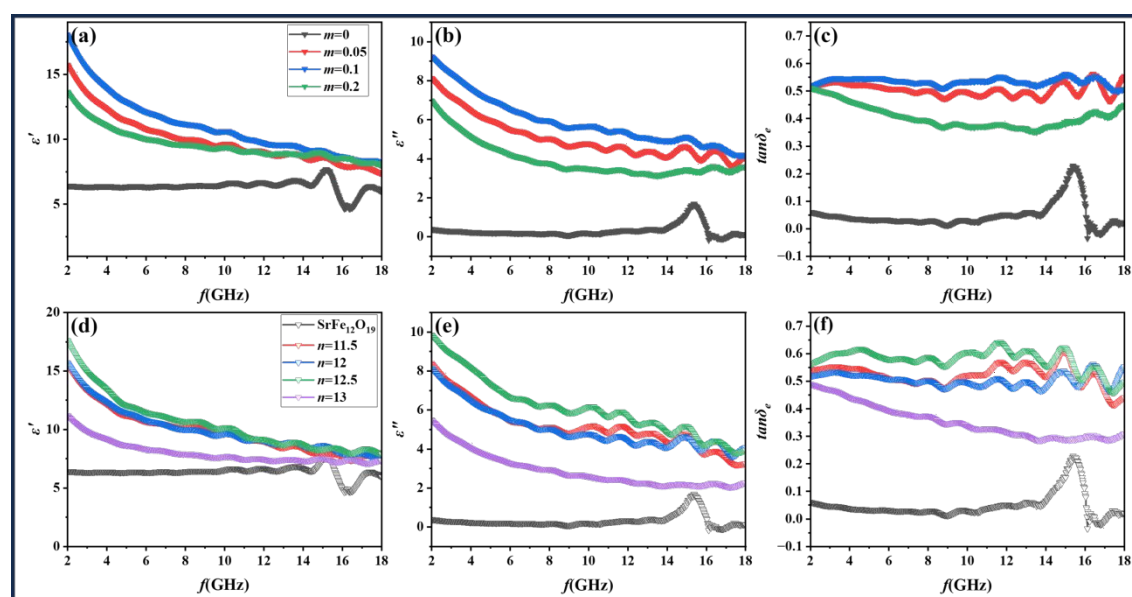 (a)
m=0
m=0.05
m=0.1
m=0.2
ε′
15
10
5
2 4 6 8 10 12 14 16 18
f(GHz)
(b)
ε′′
10
8
6
4
2
0
2 4 6 8 10 12 14 16 18
f(GHz)
(c)
tanδe
0.7
0.6
0.5
0.4
0.3
0.2
0.1
0.0
−0.1
2 4 6 8 10 12 14 16 18
f(GHz)
(d)
SrFe12O19
n=11.5
n=12
n=12.5
n=13
ε′
20
15
10
5
0
2 4 6 8 10 12 14 16 18
f(GHz)
(e)
ε′′
10
8
6
4
2
0
2 4 6 8 10 12 14 16 18
f(GHz)
(f)
tanδe
0.7
0.6
0.5
0.4
0.3
0.2
0.1
0.0
−0.1
2 4 6 8 10 12 14 16 18
f(GHz)